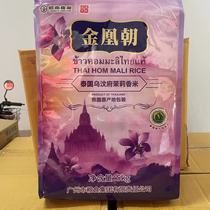 金凰朝
ข้าวหอมมะลิไทยแท้
THAI HOM MALI RICE
泰国乌汶府茉莉香米
PRODUCT OF THAILAND
泰国原产地包装
净含量:5kg